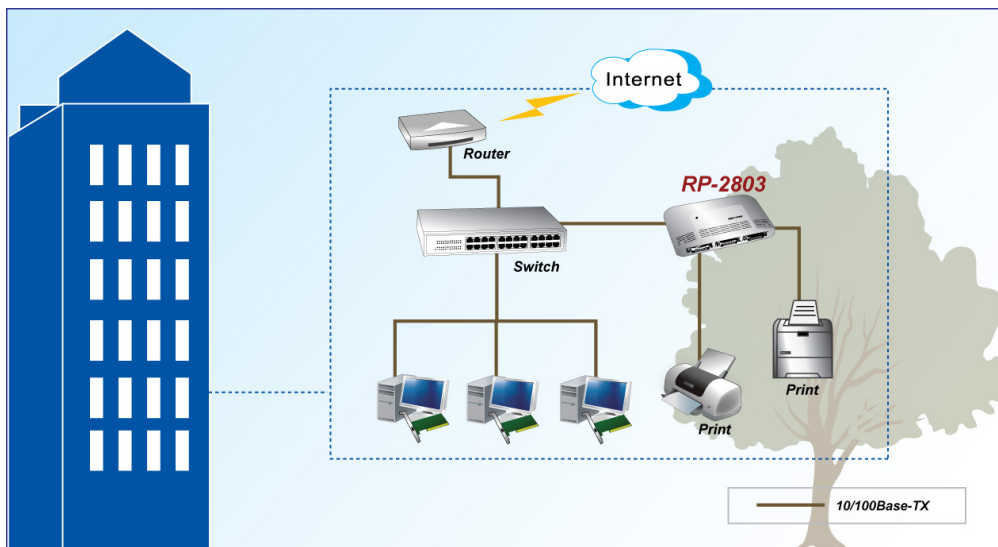 Internet
Router
RP-2803
Switch
Print
Print
10/100Base-TX